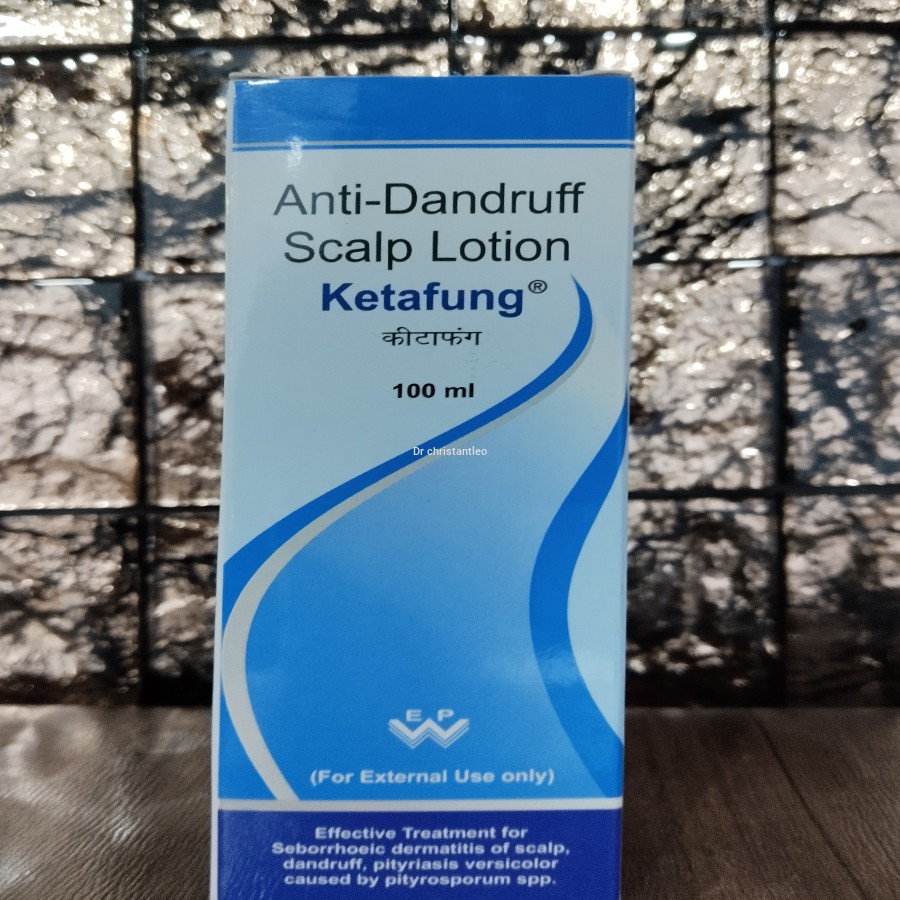 Anti-Dandruff
Scalp Lotion
Ketafung®
कीटाफंग
100 ml
Dr christantleo
E P
W
(For External Use only)
Effective Treatment for
Seborrhoeic dermatitis of scalp,
dandruff, pityriasis versicolor
caused by pityrosporum spp.